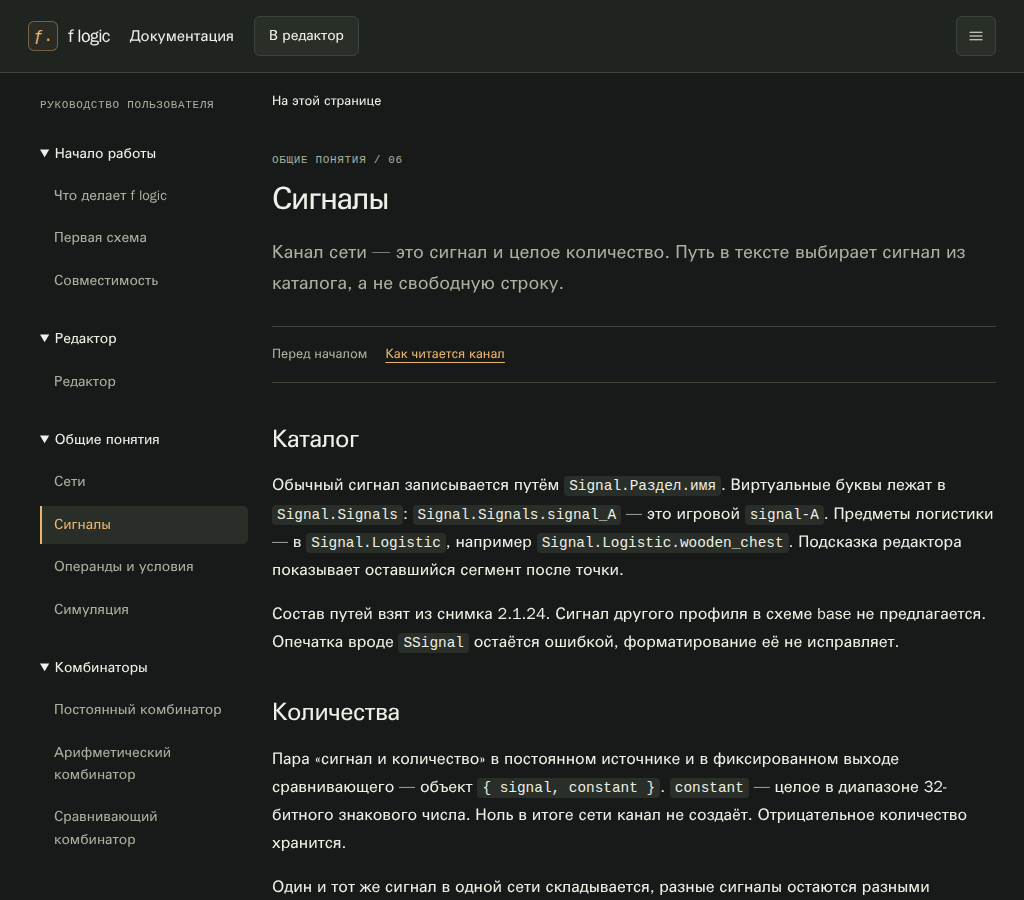 f. f logic Документация В редактор
РУКОВОДСТВО ПОЛЬЗОВАТЕЛЯ
▼ Начало работы
Что делает f logic
Первая схема
Совместимость
▼ Редактор
Редактор
▼ Общие понятия
Сети
Сигналы
Операнды и условия
Симуляция
▼ Комбинаторы
Постоянный комбинатор
Арифметический
комбинатор
Сравнивающий
комбинатор
На этой странице
ОБЩИЕ ПОНЯТИЯ / 06
Сигналы
Канал сети — это сигнал и целое количество. Путь в тексте выбирает сигнал из
каталога, а не свободную строку.
Перед началом Как читается канал
Каталог
Обычный сигнал записывается путём Signal.Раздел.имя. Виртуальные буквы лежат в
Signal.Signals: Signal.Signals.signal_A — это игровой signal-A. Предметы логистики
— в Signal.Logistic, например Signal.Logistic.wooden_chest. Подсказка редактора
показывает оставшийся сегмент после точки.
Состав путей взят из снимка 2.1.24. Сигнал другого профиля в схеме base не предлагается.
Опечатка вроде SSignal остаётся ошибкой, форматирование её не исправляет.
Количества
Пара «сигнал и количество» в постоянном источнике и в фиксированном выходе
сравнивающего — объект { signal, constant }. constant — целое в диапазоне 32-
битного знакового числа. Ноль в итоге сети канал не создаёт. Отрицательное количество
хранится.
Один и тот же сигнал в одной сети складывается, разные сигналы остаются разными